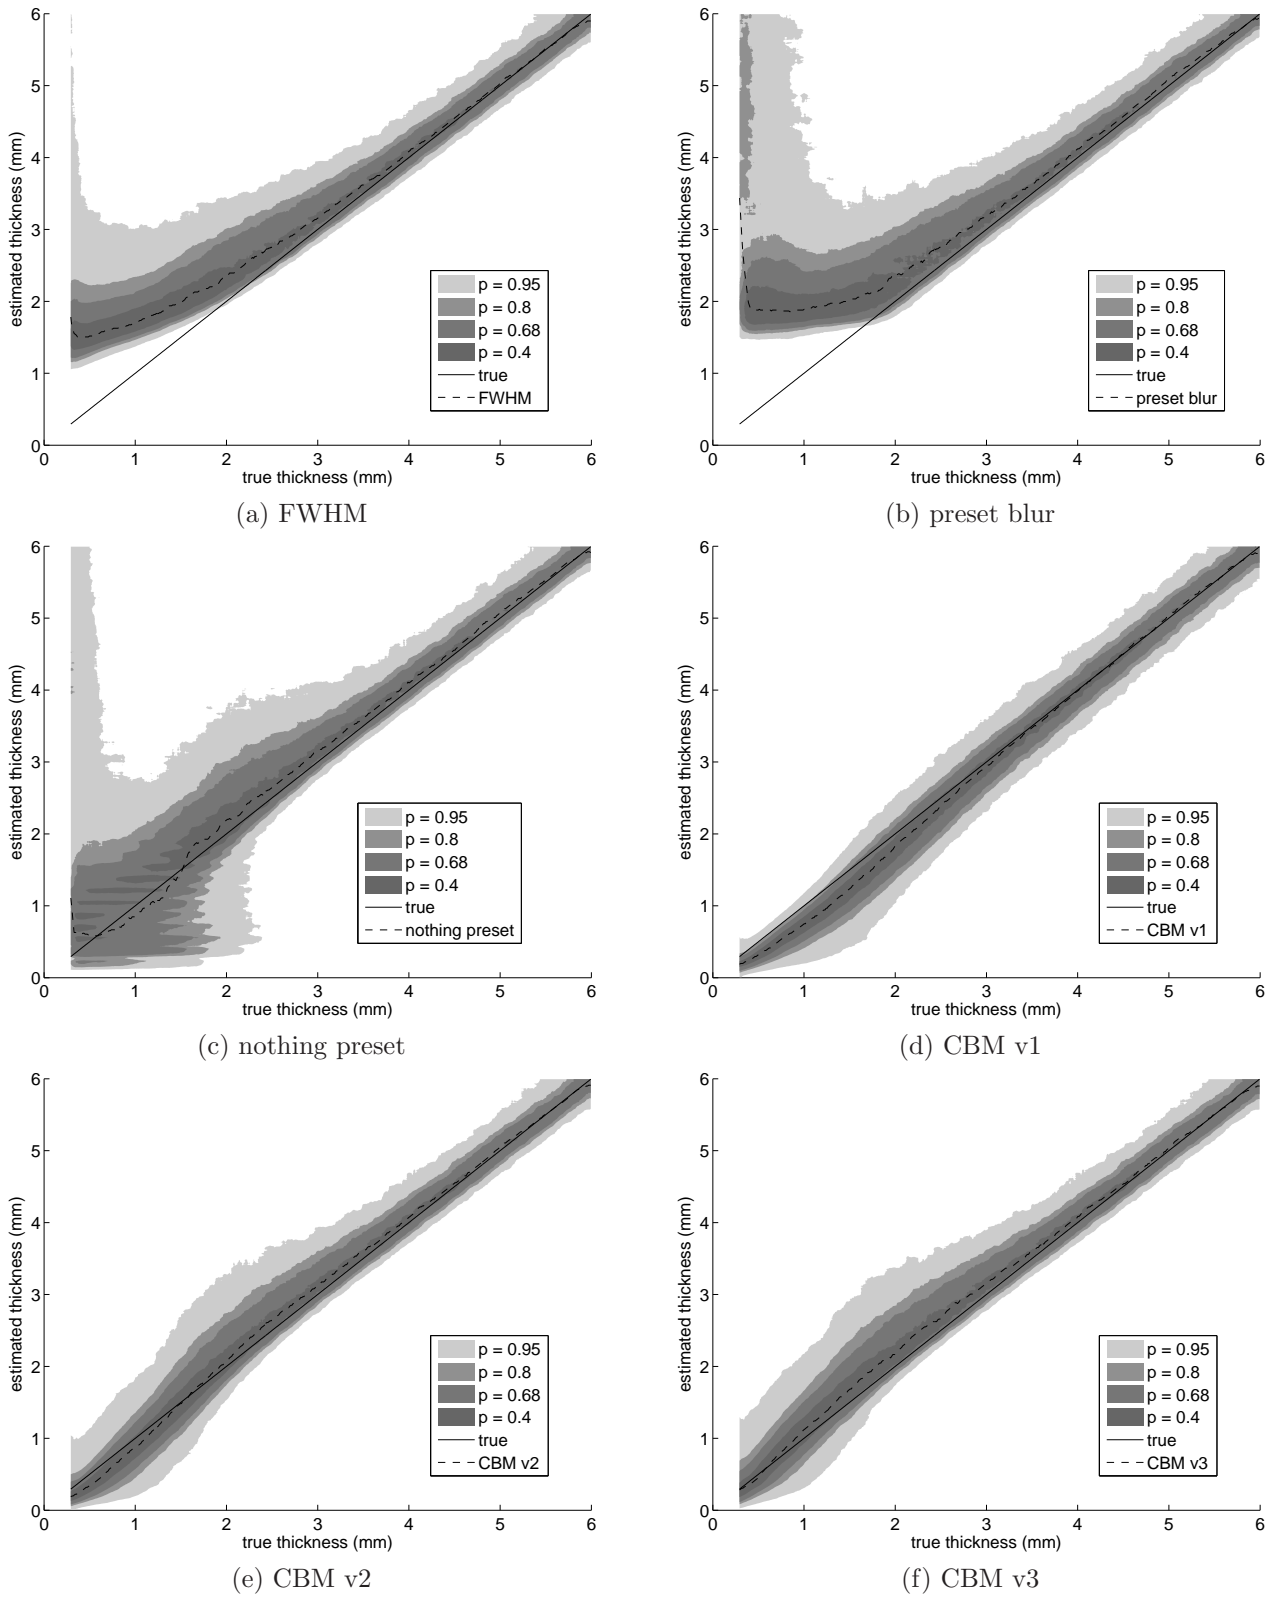 6
5
4
3
2
1
0
estimated thickness (mm)
p = 0.95
p = 0.8
p = 0.68
p = 0.4
true
FWHM
0 1 2 3 4 5 6
true thickness (mm)
(a) FWHM
6
5
4
3
2
1
0
estimated thickness (mm)
p = 0.95
p = 0.8
p = 0.68
p = 0.4
true
preset blur
0 1 2 3 4 5 6
true thickness (mm)
(b) preset blur
6
5
4
3
2
1
0
estimated thickness (mm)
p = 0.95
p = 0.8
p = 0.68
p = 0.4
true
nothing preset
0 1 2 3 4 5 6
true thickness (mm)
(c) nothing preset
6
5
4
3
2
1
0
estimated thickness (mm)
p = 0.95
p = 0.8
p = 0.68
p = 0.4
true
CBM v1
0 1 2 3 4 5 6
true thickness (mm)
(d) CBM v1
6
5
4
3
2
1
0
estimated thickness (mm)
p = 0.95
p = 0.8
p = 0.68
p = 0.4
true
CBM v2
0 1 2 3 4 5 6
true thickness (mm)
(e) CBM v2
6
5
4
3
2
1
0
estimated thickness (mm)
p = 0.95
p = 0.8
p = 0.68
p = 0.4
true
CBM v3
0 1 2 3 4 5 6
true thickness (mm)
(f) CBM v3